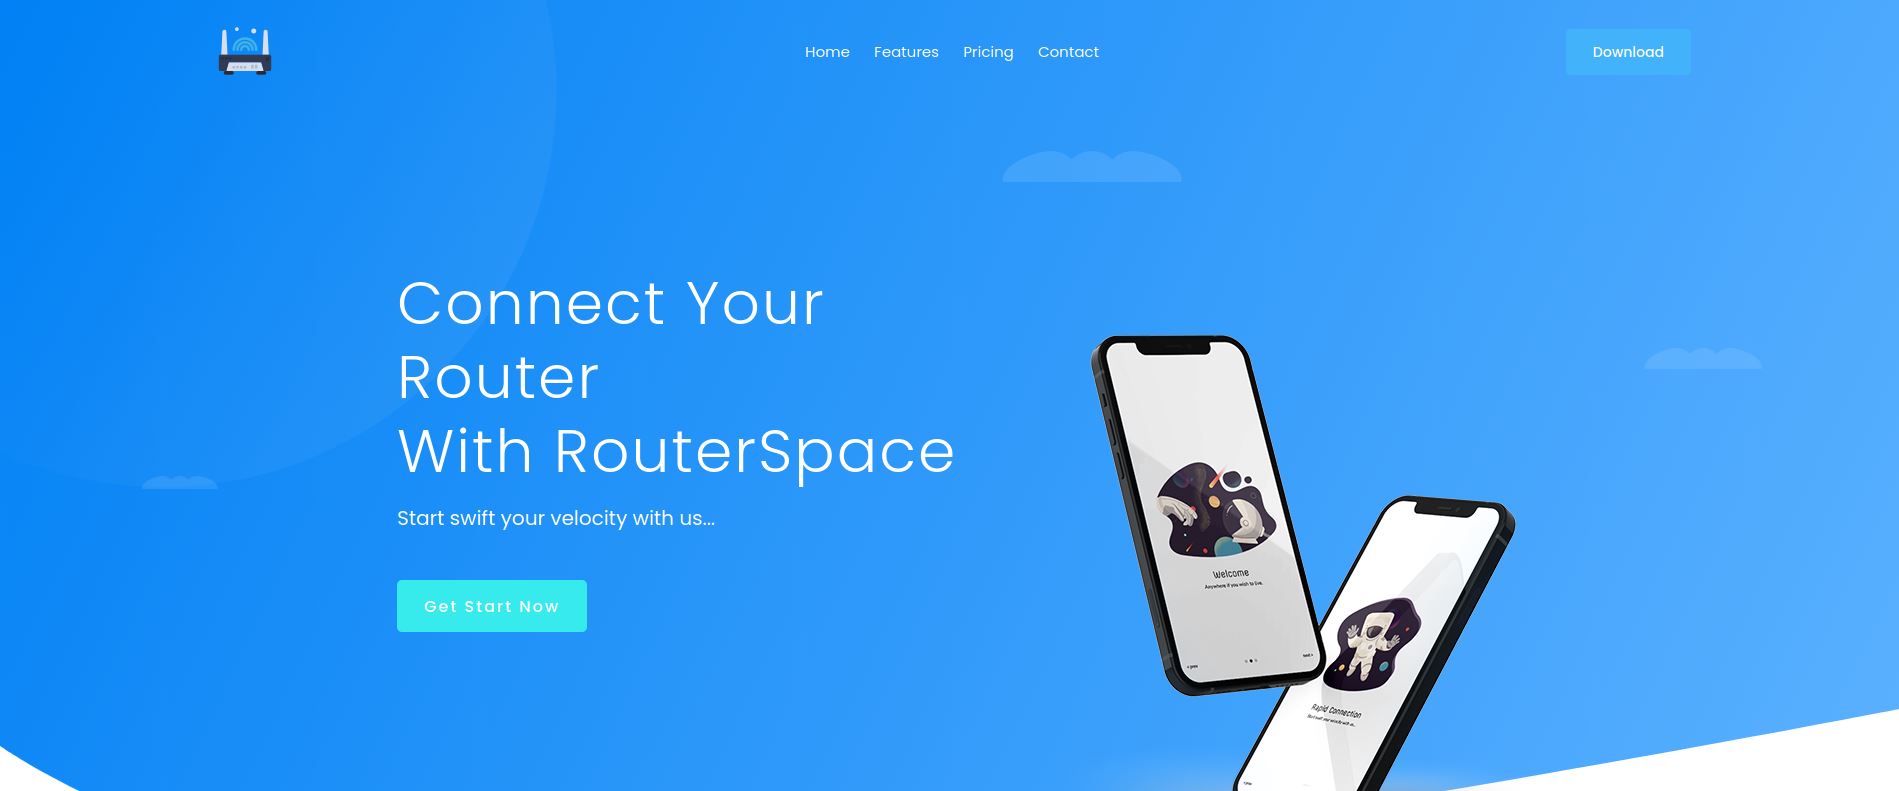 Home Features Pricing Contact
Download
Connect Your
Router
With RouterSpace
Start swift your velocity with us...
Get Start Now
Welcome
Anywhere if you wish to live.
< prev
next >
Rapid Connection
Start swift your velocity with us...